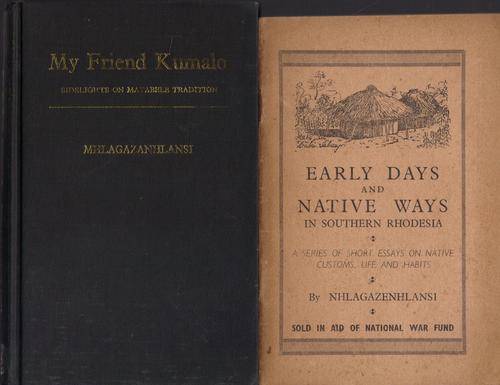 My Friend Kumalo
SIDELIGHTS ON MATABELE TRADITION
MHLAGAZANHLANSI
EARLY DAYS
AND
NATIVE WAYS
IN SOUTHERN RHODESIA
A SERIES OF SHORT ESSAYS ON NATIVE
CUSTOMS, LIFE AND HABITS
By NHLAGAZENHLANSI
SOLD IN AID OF NATIONAL WAR FUND